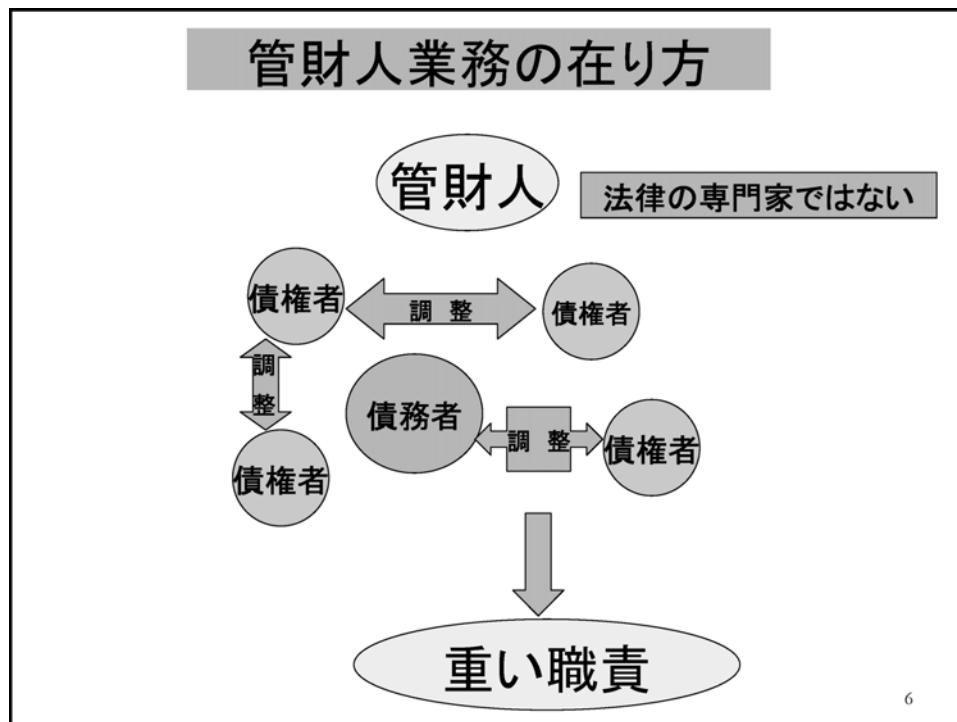 管財人業務の在り方
管財人
法律の専門家ではない
債権者
調 整
債権者
調
整
債務者
調 整
債権者
債権者
重い職責
6